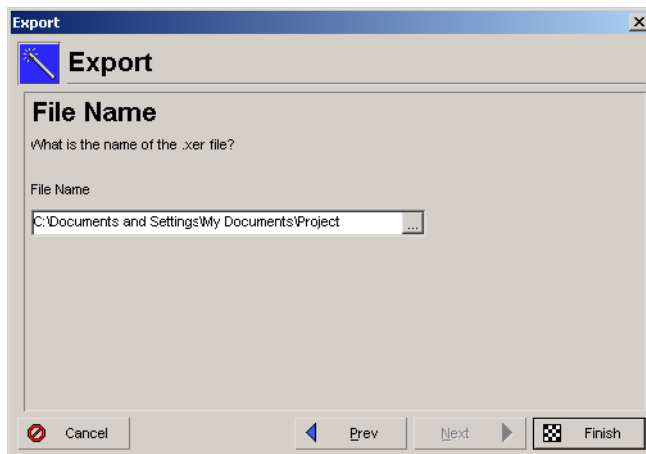 Export
Export
File Name
What is the name of the .xer file?
File Name
C:\Documents and Settings\My Documents\Project
...
Cancel
Prev
Next
Finish